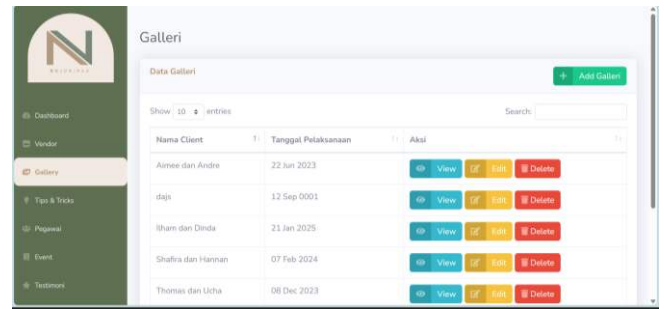 N
Galleri
Data Galleri
+ Add Galleri
Show 10 entries
Search:
Nama Client Tanggal Pelaksanaan Aksi
Aimee dan Andre 22 Jun 2023 View Edit Delete
dajs 12 Sep 0001 View Edit Delete
Ilham dan Dinda 21 Jan 2025 View Edit Delete
Shafira dan Hannan 07 Feb 2024 View Edit Delete
Thomas dan Ucha 08 Dec 2023 View Edit Delete
Dashboard
Vendor
Gallery
Tips & Tricks
Pegawai
Event
Testimoni